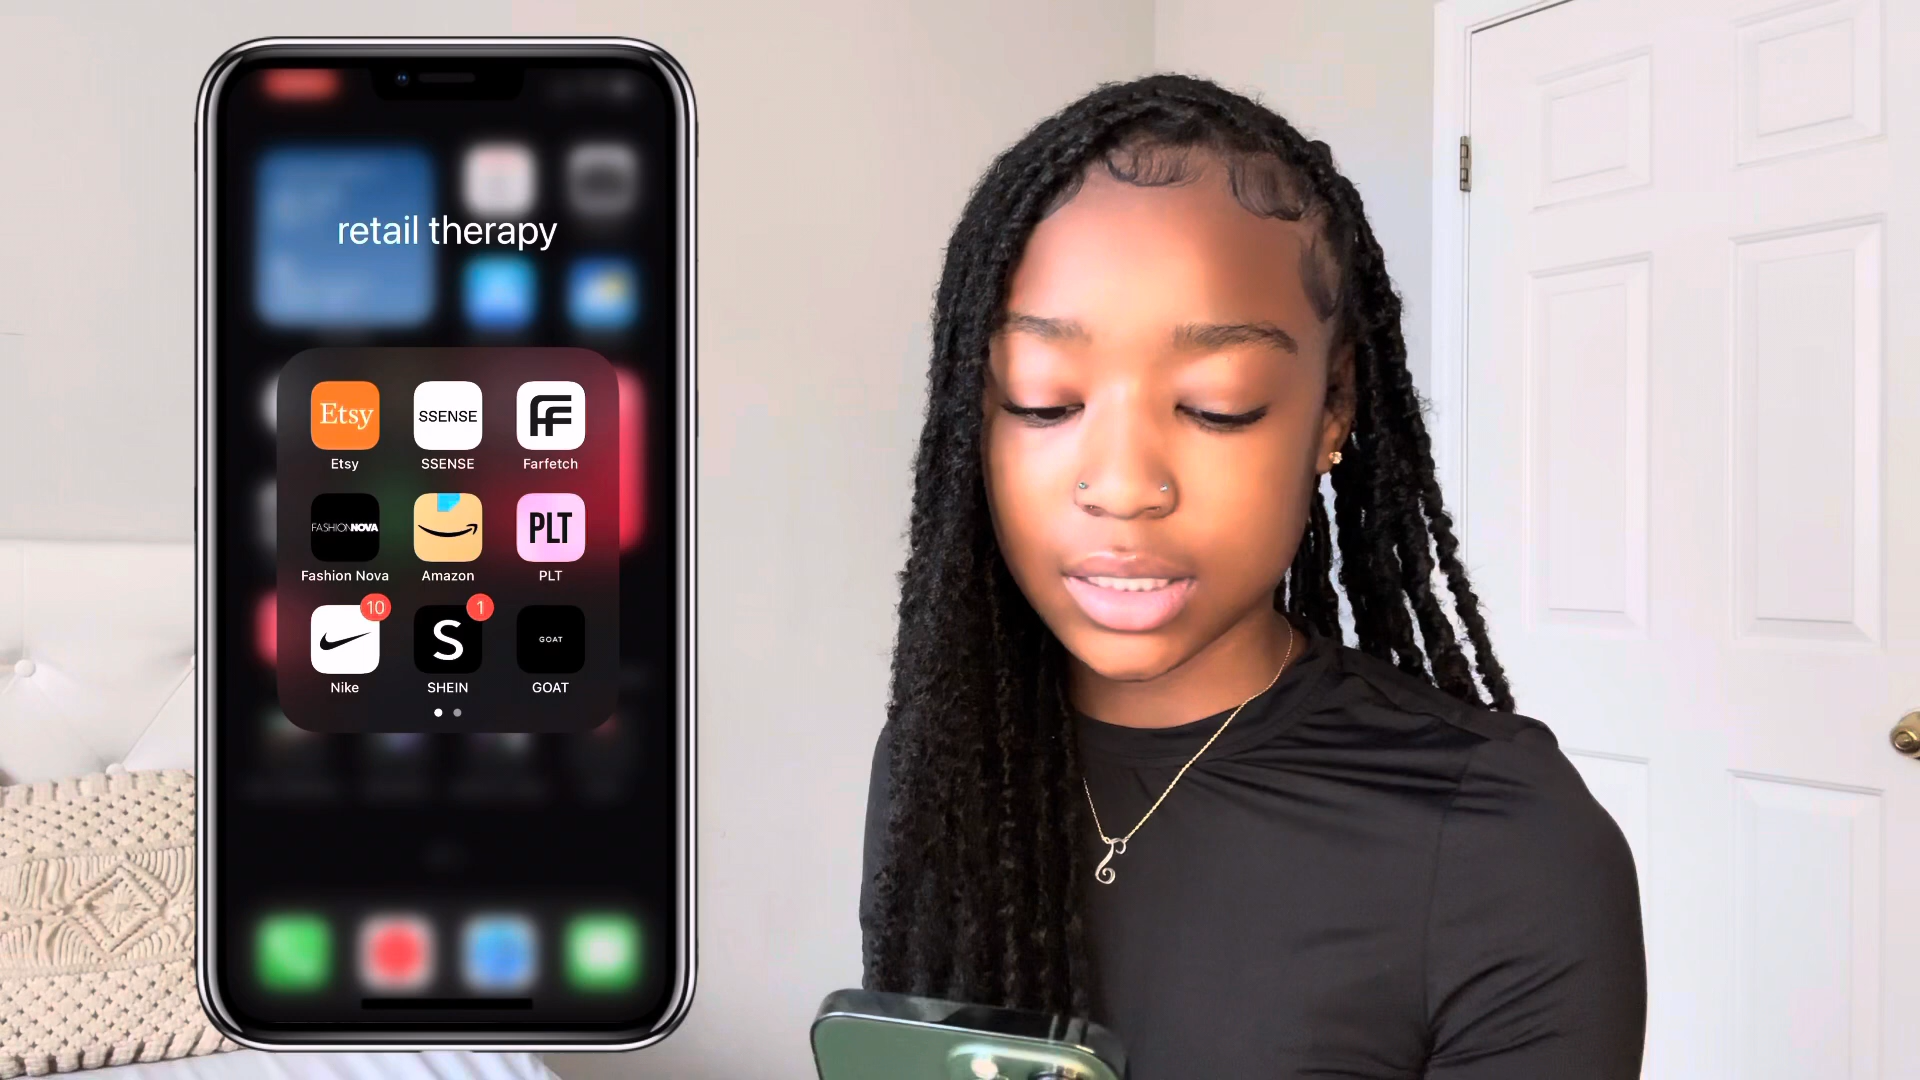 retail therapy
Etsy SSENSE
Etsy SSENSE Farfetch
FASHIONNOVA PLT
Fashion Nova Amazon PLT
10 1
S GOAT
Nike SHEIN GOAT